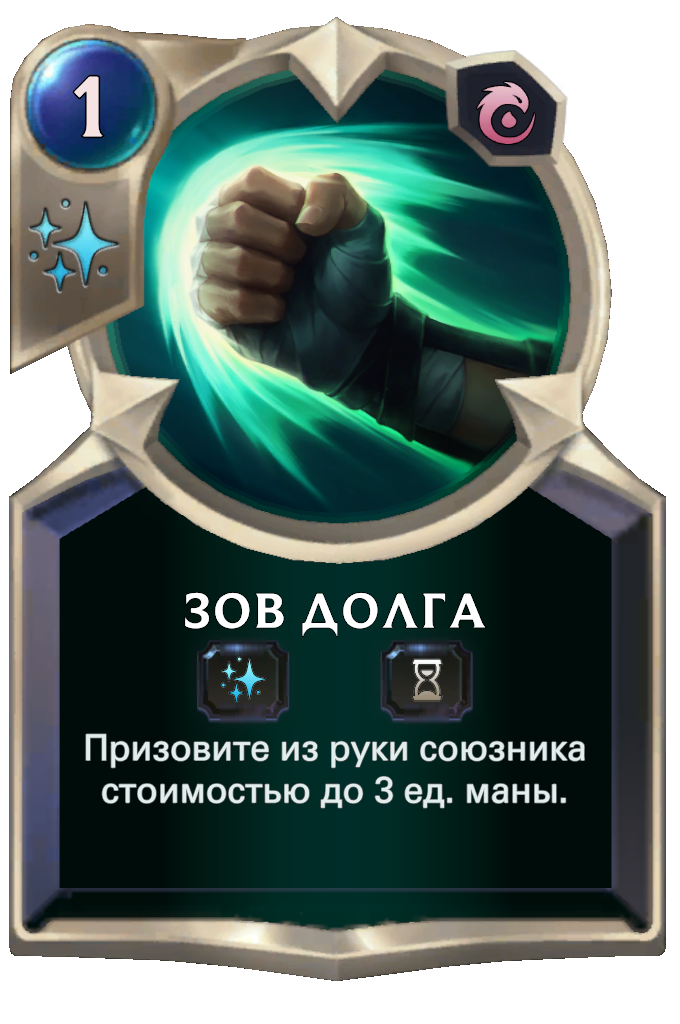 1
ЗОВ ДОЛГА
Призовите из руки союзника
стоимостью до 3 ед. маны.